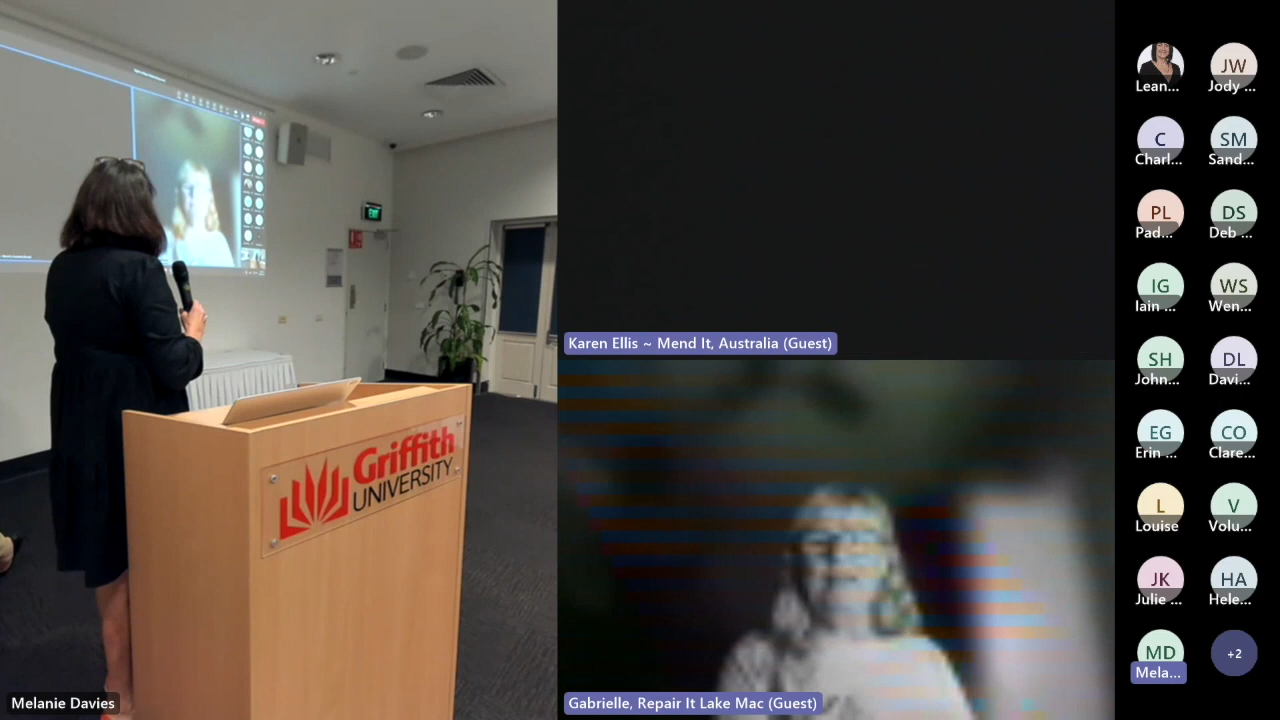 EXIT
Griffith
UNIVERSITY
Melanie Davies
Karen Ellis ~ Mend It, Australia (Guest)
Gabrielle, Repair It Lake Mac (Guest)
Lean...
JW
Jody ...
C
Charl...
SM
Sand...
PL
Pad...
DS
Deb ...
IG
Iain ...
WS
Wen...
SH
John...
DL
Davi...
EG
Erin ...
CO
Clare...
L
Louise
V
Volu...
JK
Julie ...
HA
Hele...
MD
Mela...
+2